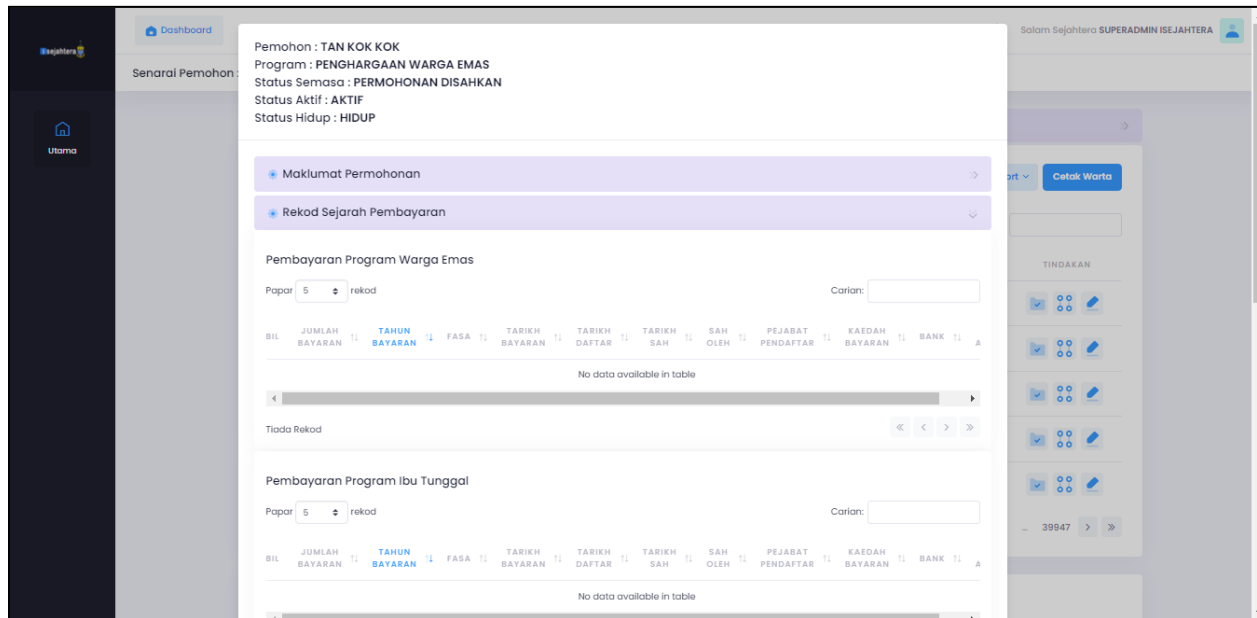 isejahtera
Dashboard
Salam Sejahtera SUPERADMIN ISEJAHTERA
Senarai Pemohon :
Utama
Pemohon : TAN KOK KOK
Program : PENGHARGAAN WARGA EMAS
Status Semasa : PERMOHONAN DISAHKAN
Status Aktif : AKTIF
Status Hidup : HIDUP
Maklumat Permohonan
ort
Cetak Warta
Rekod Sejarah Pembayaran
Pembayaran Program Warga Emas
TINDAKAN
Papar 5 rekod
Carian:
BIL JUMLAH BAYARAN TAHUN BAYARAN FASA TARIKH BAYARAN TARIKH DAFTAR TARIKH SAH SAH OLEH PEJABAT PENDAFTAR KAEDAH BAYARAN BANK A
No data available in table
Tiada Rekod
« < > »
Pembayaran Program Ibu Tunggal
Papar 5 rekod
Carian:
... 39947 > »
BIL JUMLAH BAYARAN TAHUN BAYARAN FASA TARIKH BAYARAN TARIKH DAFTAR TARIKH SAH SAH OLEH PEJABAT PENDAFTAR KAEDAH BAYARAN BANK A
No data available in table